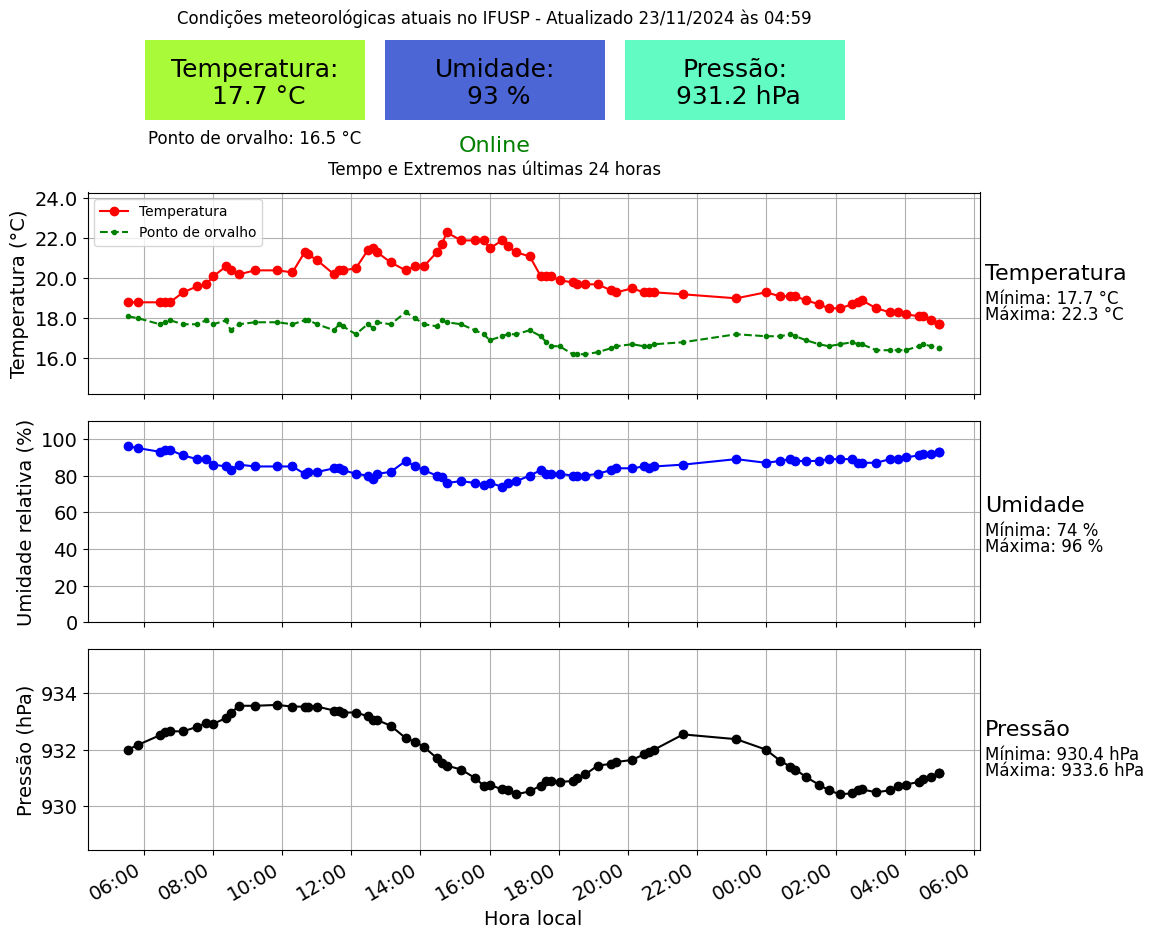 Condições meteorológicas atuais no IFUSP - Atualizado 23/11/2024 às 04:59
Temperatura:
17.7 °C
Umidade:
93 %
Pressão:
931.2 hPa
Ponto de orvalho: 16.5 °C
Online
Tempo e Extremos nas últimas 24 horas
Temperatura (°C)
24.0
22.0
20.0
18.0
16.0
Temperatura
Ponto de orvalho
Temperatura
Mínima: 17.7 °C
Máxima: 22.3 °C
Umidade relativa (%)
100
80
60
40
20
0
Umidade
Mínima: 74 %
Máxima: 96 %
Pressão (hPa)
934
932
930
Pressão
Mínima: 930.4 hPa
Máxima: 933.6 hPa
06:00 08:00 10:00 12:00 14:00 16:00 18:00 20:00 22:00 00:00 02:00 04:00 06:00
Hora local